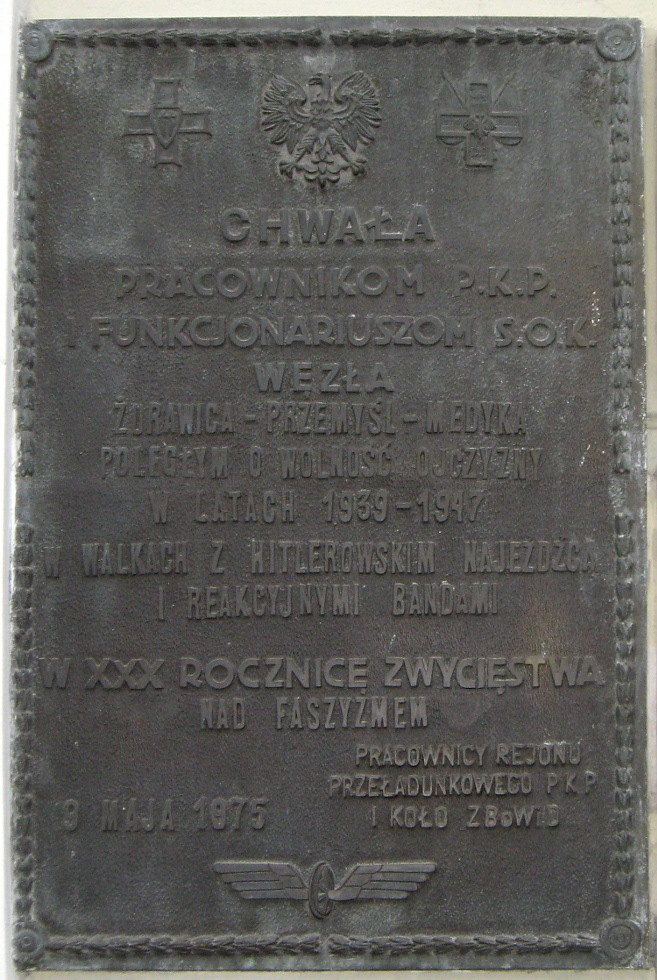 CHWAŁA
PRACOWNIKOM P.K.P.
I FUNKCJONARIUSZOM S.O.K.
WĘZŁA
ŻURAWICA - PRZEMYŚL - MEDYKA
POLEGŁYM O WOLNOŚĆ OJCZYZNY
W LATACH 1939-1947
W WALKACH Z HITLEROWSKIM NAJEŹDŹCĄ
I REAKCYJNYMI BANDAMI
W XXX ROCZNICĘ ZWYCIĘSTWA
NAD FASZYZMEM
PRACOWNICY REJONU
PRZEŁADUNKOWEGO PKP
9 MAJA 1975 I KOŁO ZBoWiD